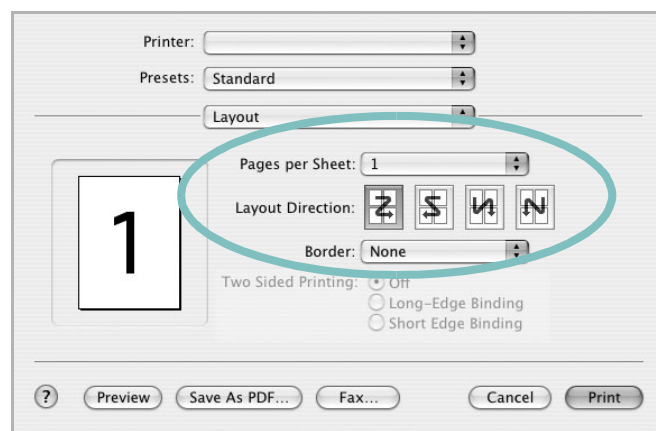 Printer:
Presets: Standard
Layout
Pages per Sheet: 1
Layout Direction:
1
Border: None
Two Sided Printing: Off
Long-Edge Binding
Short Edge Binding
? Preview Save As PDF... Fax... Cancel Print